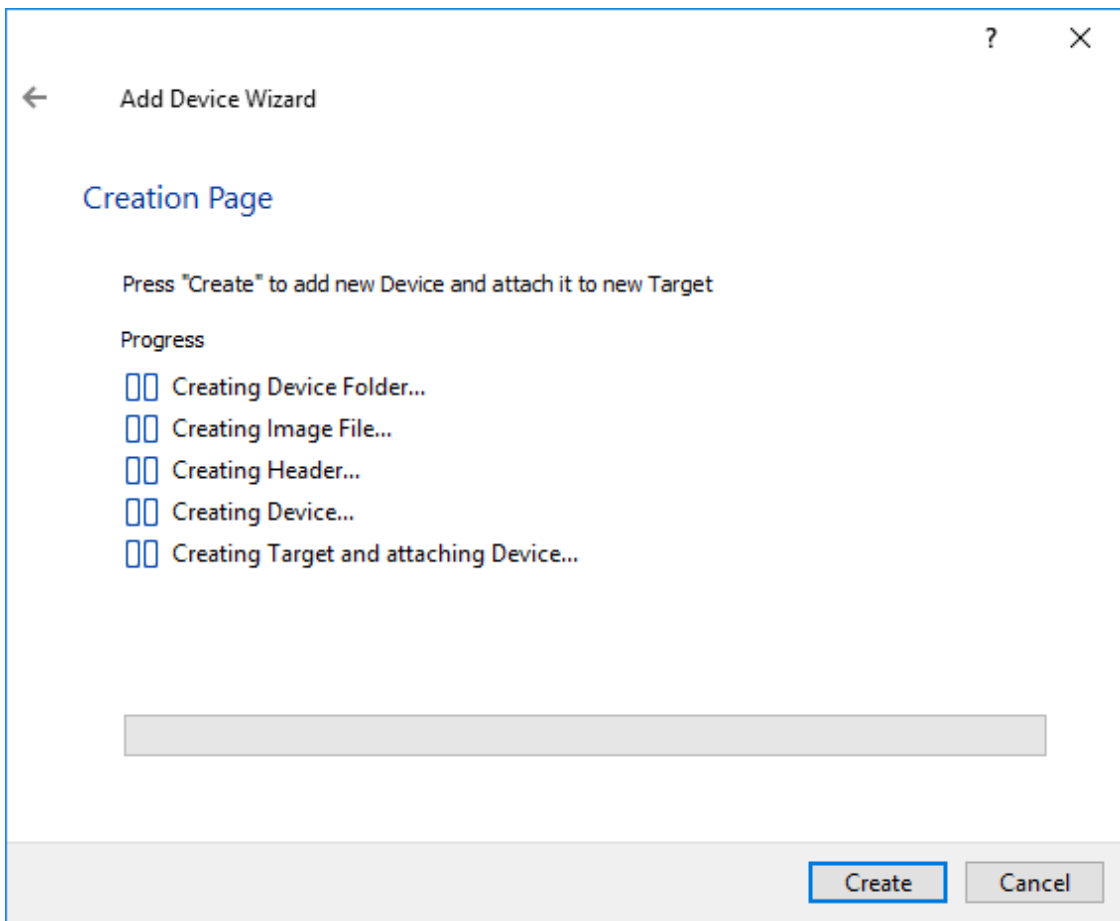 ?
Add Device Wizard
Creation Page
Press "Create" to add new Device and attach it to new Target
Progress
Creating Device Folder...
Creating Image File...
Creating Header...
Creating Device...
Creating Target and attaching Device...
Create Cancel